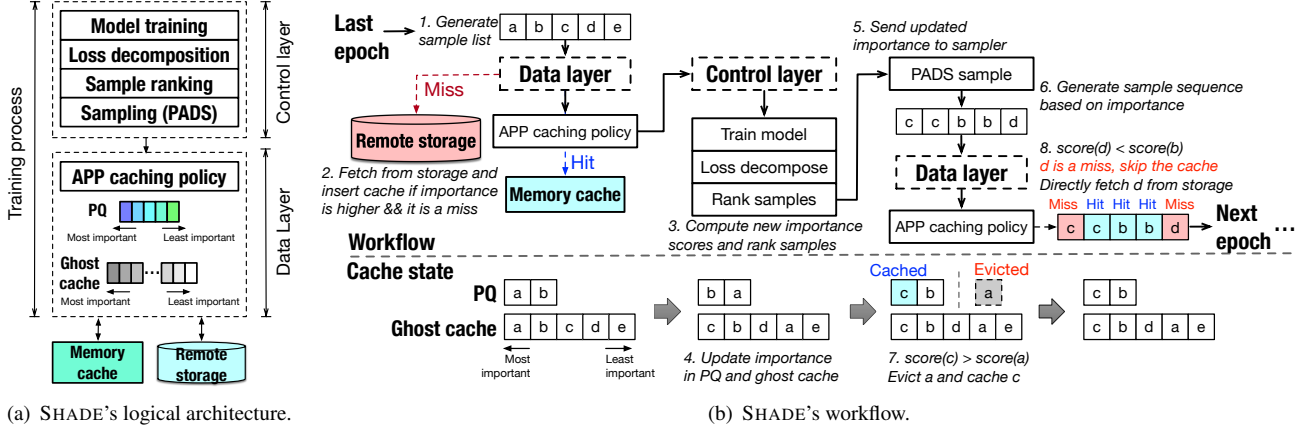 Training process
Model training
Loss decomposition
Sample ranking
Sampling (PADS)
Control layer
APP caching policy
PQ
Most important
Least important
Ghost
cache
...
Most important
Least important
Data Layer
Memory
cache
Remote
storage
(a) SHADE's logical architecture.
Last
epoch
1. Generate
sample list
a b c d e
Data layer
Miss
Remote storage
APP caching policy
Hit
Memory cache
2. Fetch from storage and
insert cache if importance
is higher && it is a miss
Control layer
Train model
Loss decompose
Rank samples
3. Compute new importance
scores and rank samples
5. Send updated
importance to sampler
PADS sample
6. Generate sample sequence
based on importance
c c b b d
Data layer
8. score(d) < score(b)
d is a miss, skip the cache
Directly fetch d from storage
APP caching policy
Miss Hit Hit Hit Miss
c c b b d
Next
epoch
...
Workflow
Cache state
PQ
a b
Ghost cache
a b c d e
Most
important
Least
important
b a
c b d a e
4. Update importance
in PQ and ghost cache
Cached
Evicted
c b
a
c b d a e
7. score(c) > score(a)
Evict a and cache c
c b
c b d a e
(b) SHADE's workflow.